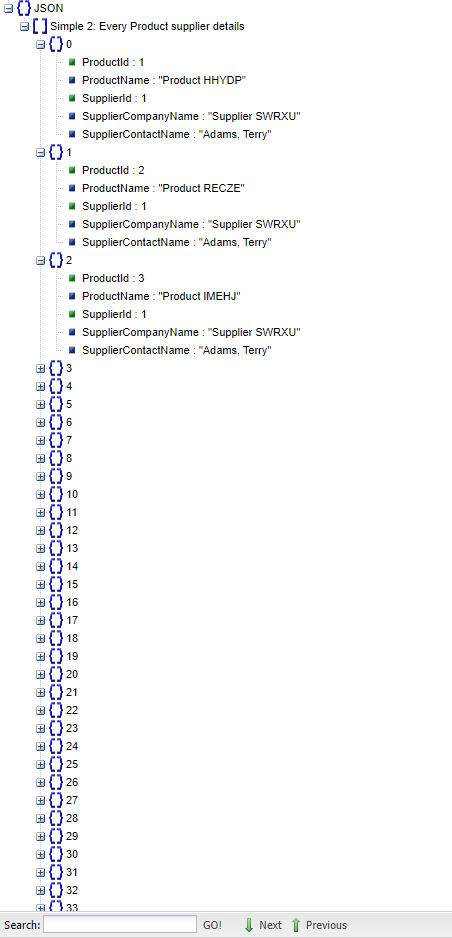 JSON
Simple 2: Every Product supplier details
0
ProductId : 1
ProductName : "Product HHYDP"
SupplierId : 1
SupplierCompanyName : "Supplier SWRXU"
SupplierContactName : "Adams, Terry"
1
ProductId : 2
ProductName : "Product RECZE"
SupplierId : 1
SupplierCompanyName : "Supplier SWRXU"
SupplierContactName : "Adams, Terry"
2
ProductId : 3
ProductName : "Product IMEHJ"
SupplierId : 1
SupplierCompanyName : "Supplier SWRXU"
SupplierContactName : "Adams, Terry"
3
4
5
6
7
8
9
10
11
12
13
14
15
16
17
18
19
20
21
22
23
24
25
26
27
28
29
30
31
32
33
Search: GO! Next Previous